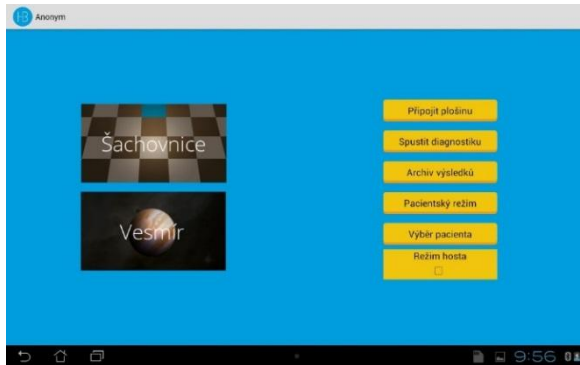 Anonym
Šachovnice
Vesmír
Připojit plošinu
Spustit diagnostiku
Archiv výsledků
Pacientský režim
Výběr pacienta
Režim hosta
9:56